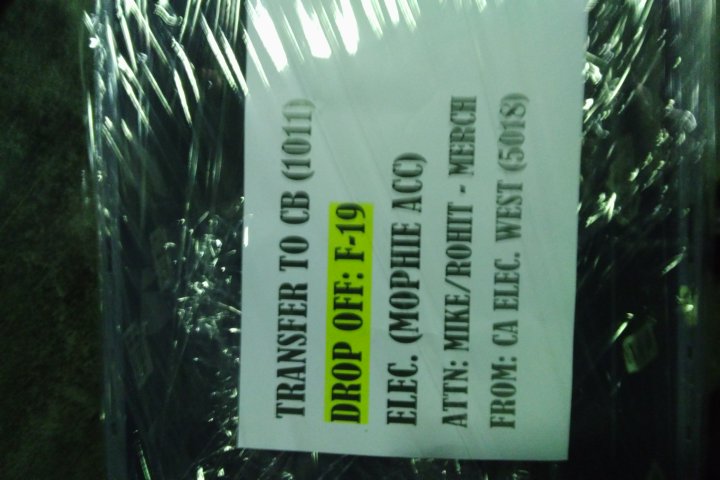 TRANSFER TO CB (1011)
DROP OFF: F-19
ELEC. (MOPHIE ACC)
ATTN: MIKE/ROHIT - MERCH
FROM: CA ELEC. WEST (5018)